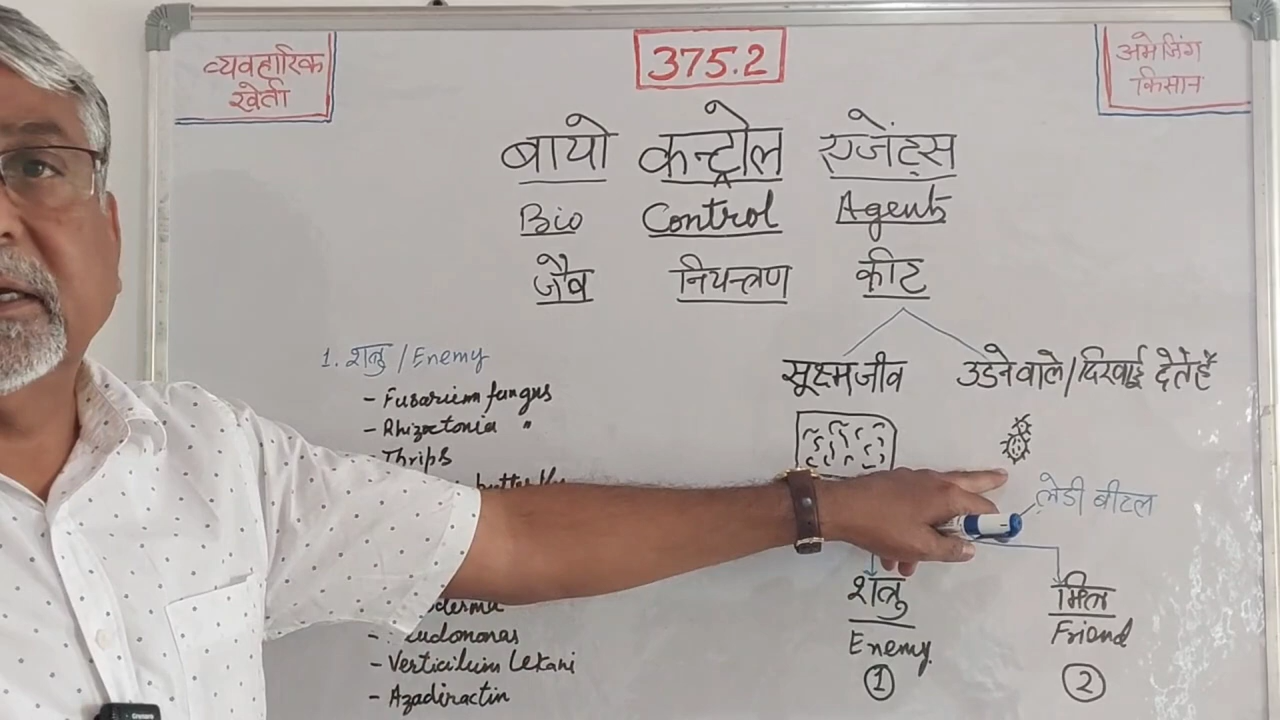 व्यवहारिक
खेती
375.2
अमेजिंग
किसान
बायो कन्ट्रोल एजेंट्स
Bio Control Agents
जैव नियन्त्रण कीट
सूक्ष्मजीव
उडने वाले/दिखाई देतें है
लेडी बीटल
शत्रु
Enemy
1
मित्र
Friend
2
1. शत्रु/Enemy
- Fusarium fungus
- Rhizoctonia "
- Thrips
- Verticilium Lekani
- Azadiractin